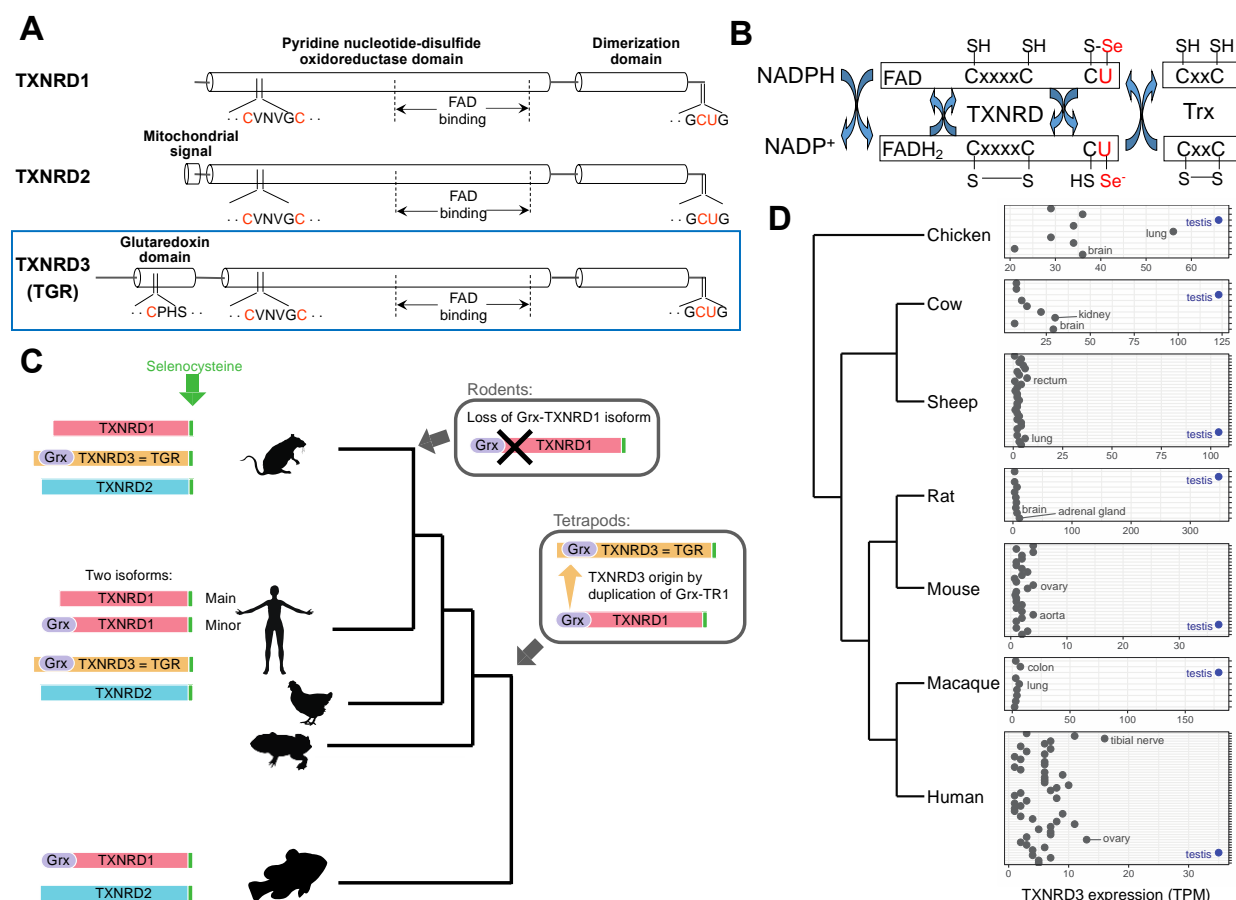 A
Pyridine nucleotide-disulfide
oxidoreductase domain
Dimerization
domain
TXNRD1
FAD
binding
· · CVNVGC · ·
· · GCUG
Mitochondrial
signal
TXNRD2
FAD
binding
· · CVNVGC · ·
· · GCUG
Glutaredoxin
domain
TXNRD3
(TGR)
FAD
binding
· · CPHS · ·
· · CVNVGC · ·
· · GCUG
B
SH SH S-Se SH SH
NADPH FAD CxxxxC CU CxxC
TXNRD Trx
NADP+ FADH2 CxxxxC CU CxxC
S S HS Se- S S
C
Selenocysteine
TXNRD1
Grx TXNRD3 = TGR
TXNRD2
Rodents:
Loss of Grx-TXNRD1 isoform
Grx TXNRD1
Tetrapods:
Grx TXNRD3 = TGR
TXNRD3 origin by
duplication of Grx-TR1
Grx TXNRD1
Two isoforms:
TXNRD1 Main
Grx TXNRD1 Minor
Grx TXNRD3 = TGR
TXNRD2
Grx TXNRD1
TXNRD2
D
Chicken
testis
lung
brain
20 30 40 50 60
Cow
testis
kidney
brain
25 50 75 100 125
Sheep
rectum
testis
lung
0 50 100
Rat
testis
brain
adrenal gland
0 100 200 300
Mouse
ovary
aorta
testis
0 10 20 30
Macaque
colon
testis
lung
0 50 100 150
Human
tibial nerve
ovary
testis
0 10 20 30
TXNRD3 expression (TPM)